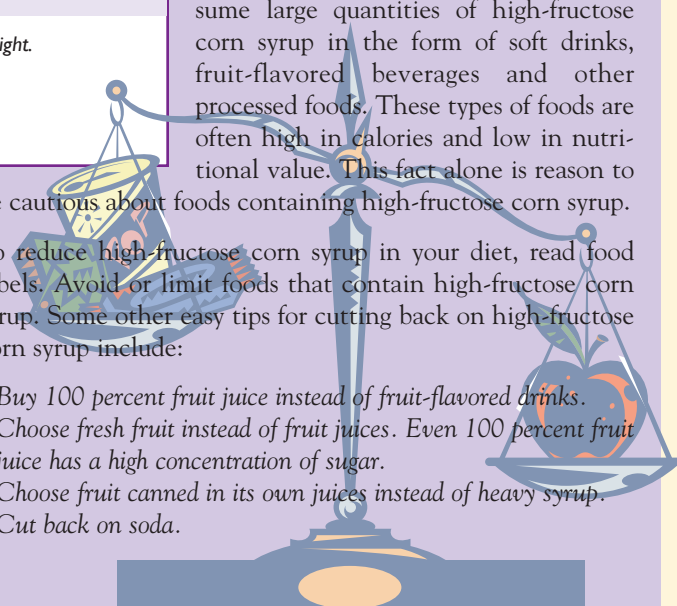 sume large quantities of high-fructose
ight.
corn syrup in the form of soft drinks,
fruit-flavored beverages and other
processed foods. These types of foods are
often high in calories and low in nutri-
tional value. This fact alone is reason to
e cautious about foods containing high-fructose corn syrup.
o reduce high-fructose corn syrup in your diet, read food
bels. Avoid or limit foods that contain high-fructose corn
rup. Some other easy tips for cutting back on high-fructose
orn syrup include:
Buy 100 percent fruit juice instead of fruit-flavored drinks.
Choose fresh fruit instead of fruit juices. Even 100 percent fruit
juice has a high concentration of sugar.
Choose fruit canned in its own juices instead of heavy syrup.
Cut back on soda.